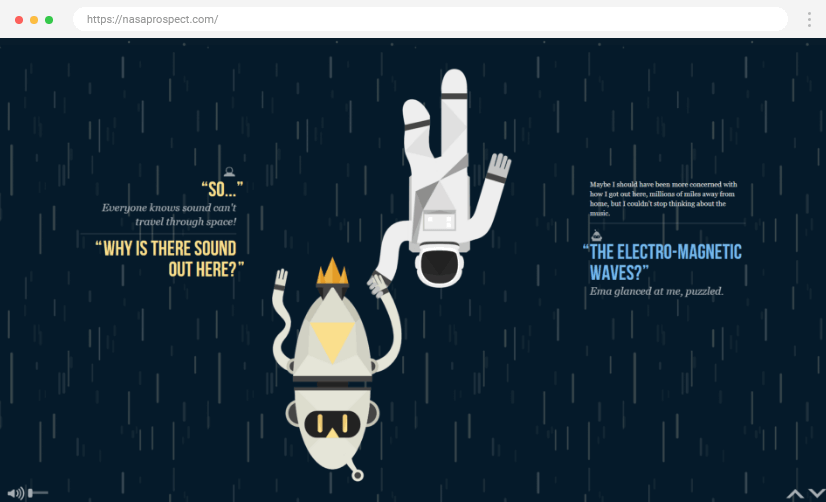 https://nasaprospect.com/
“SO...”
Everyone knows sound can't
travel through space!
“WHY IS THERE SOUND
OUT HERE?”
Maybe I should have been more concerned with
how I got out here, millions of miles away from
home, but I couldn't stop thinking about the
music.
“THE ELECTRO-MAGNETIC
WAVES?”
Ema glanced at me, puzzled.